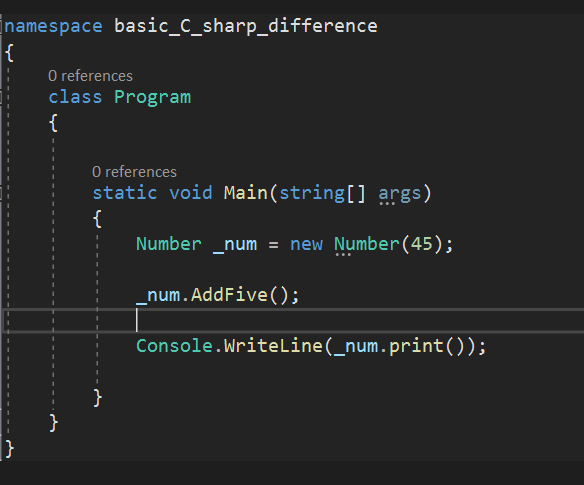 namespace basic_C_sharp_difference
{
0 references
class Program
{
0 references
static void Main(string[] args)
{
Number _num = new Number(45);
_num.AddFive();
Console.WriteLine(_num.print());
}
}
}